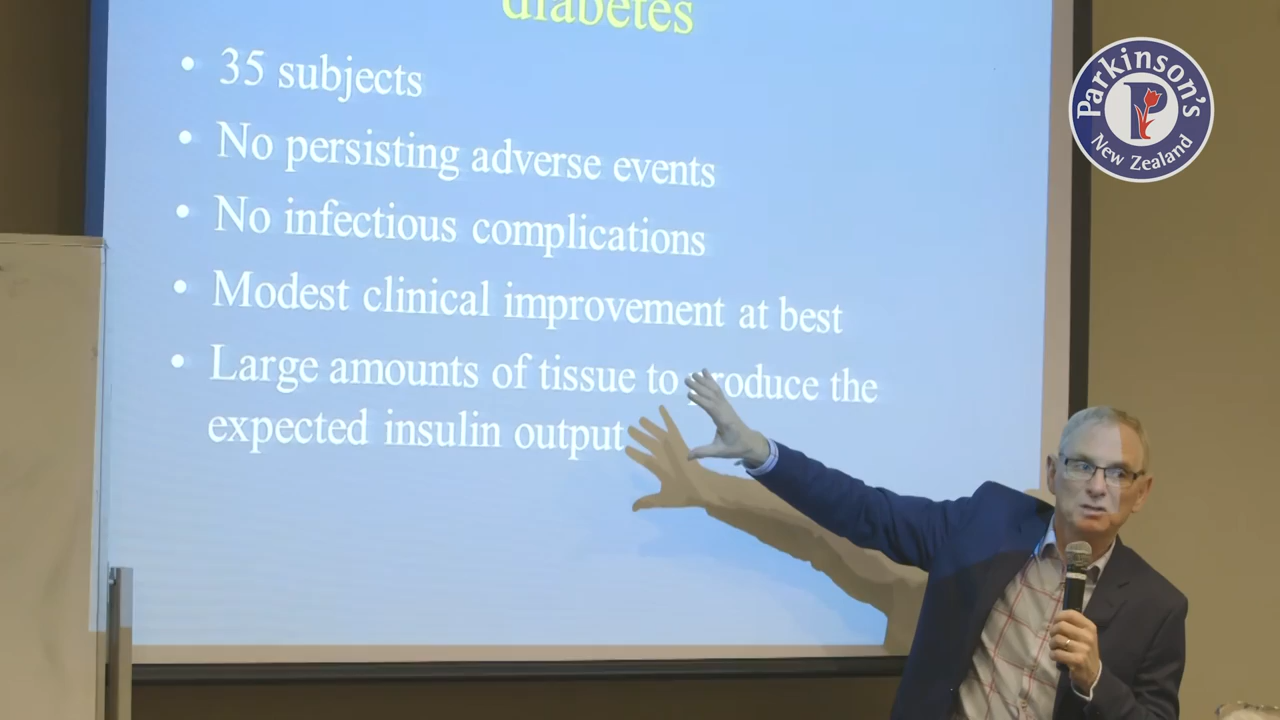 diabetes
• 35 subjects
• No persisting adverse events
• No infectious complications
• Modest clinical improvement at best
• Large amounts of tissue to produce the
expected insulin output
Parkinson's
New Zealand